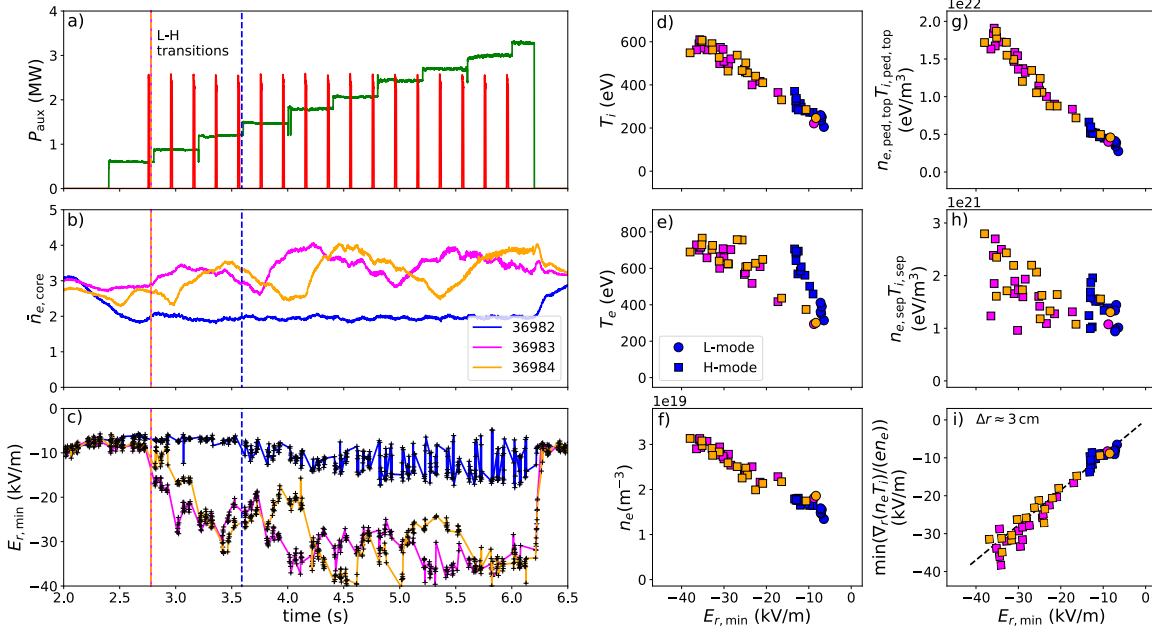 a)
L-H
transitions
P_aux (MW)
4
3
2
1
0
b)
n̄_e, core
5
4
3
2
1
0
36982
36983
36984
c)
E_r, min (kV/m)
0
−10
−20
−30
−40
2.0 2.5 3.0 3.5 4.0 4.5 5.0 5.5 6.0 6.5
time (s)
d)
T_i (eV)
600
400
200
0
e)
T_e (eV)
800
600
400
200
0
L-mode
H-mode
1e19
f)
n_e(m⁻³)
4
3
2
1
0
−40 −30 −20 −10 0
E_r, min (kV/m)
1e22
g)
n_e, ped, top T_i, ped, top
(eV/m³)
2.0
1.5
1.0
0.5
0.0
1e21
h)
n_e, sep T_i, sep
(eV/m³)
3
2
1
0
i)
Δr ≈ 3 cm
min(∇_r(n_eT_i)/(en_e))
(kV/m)
0
−10
−20
−30
−40
−40 −30 −20 −10 0
E_r, min (kV/m)